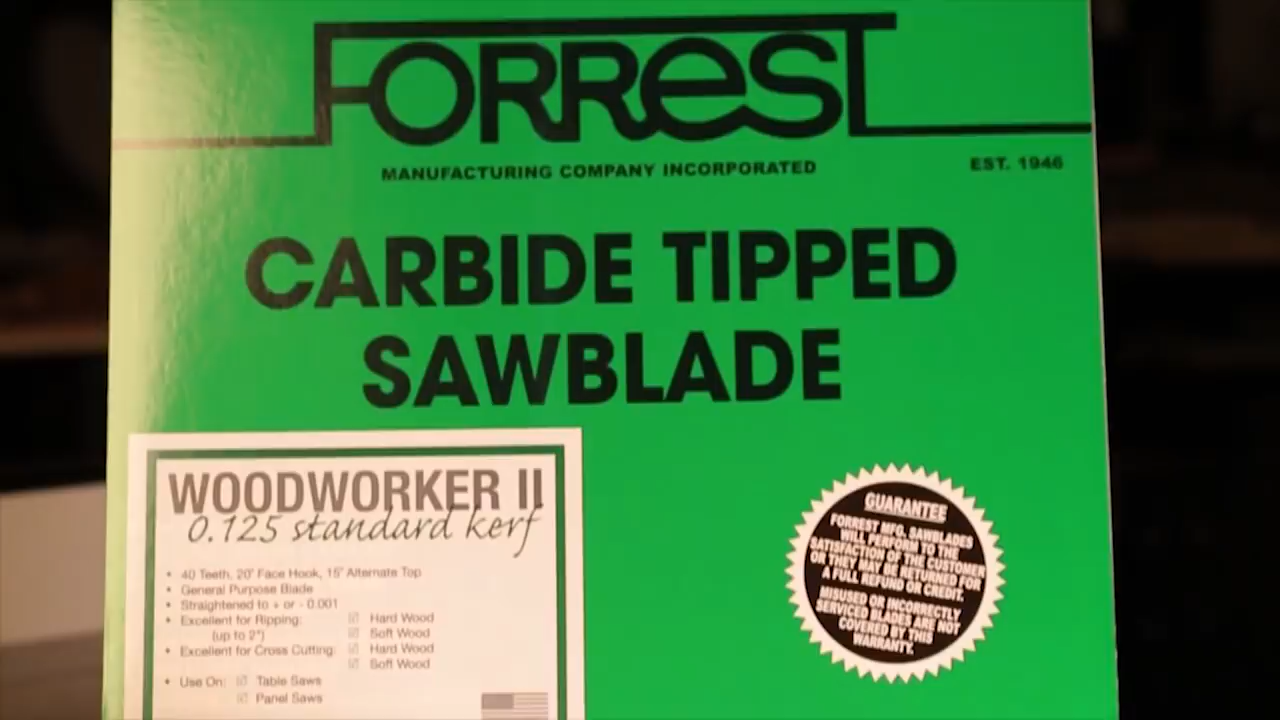 FORREST
MANUFACTURING COMPANY INCORPORATED
EST. 1946
CARBIDE TIPPED
SAWBLADE
WOODWORKER II
0.125 standard kerf
• 40 Teeth, 20° Face Hook, 15° Alternate Top
• General Purpose Blade
• Straightened to + or - 0.001
• Excellent for Ripping: ☑ Hard Wood
(up to 2") ☑ Soft Wood
• Excellent for Cross Cutting: ☑ Hard Wood
☑ Soft Wood
• Use On: ☑ Table Saws
☑ Panel Saws
GUARANTEE
FORREST MFG. SAWBLADES
WILL PERFORM TO THE
SATISFACTION OF THE CUSTOMER
OR THEY MAY BE RETURNED FOR
A FULL REFUND OR CREDIT.
MISUSED OR INCORRECTLY
SERVICED BLADES ARE NOT
COVERED BY THIS
WARRANTY.